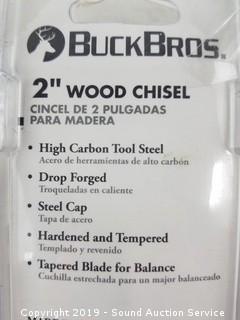 BUCKBROS®
2" WOOD CHISEL
CINCEL DE 2 PULGADAS
PARA MADERA
• High Carbon Tool Steel
Acero de herramientas de alto carbón
• Drop Forged
Troqueladas en caliente
• Steel Cap
Tapa de acero
• Hardened and Tempered
Templado y revenido
• Tapered Blade for Balance
Cuchilla estrechada para un major balanceado
Copyright 2019 - Sound Auction Service